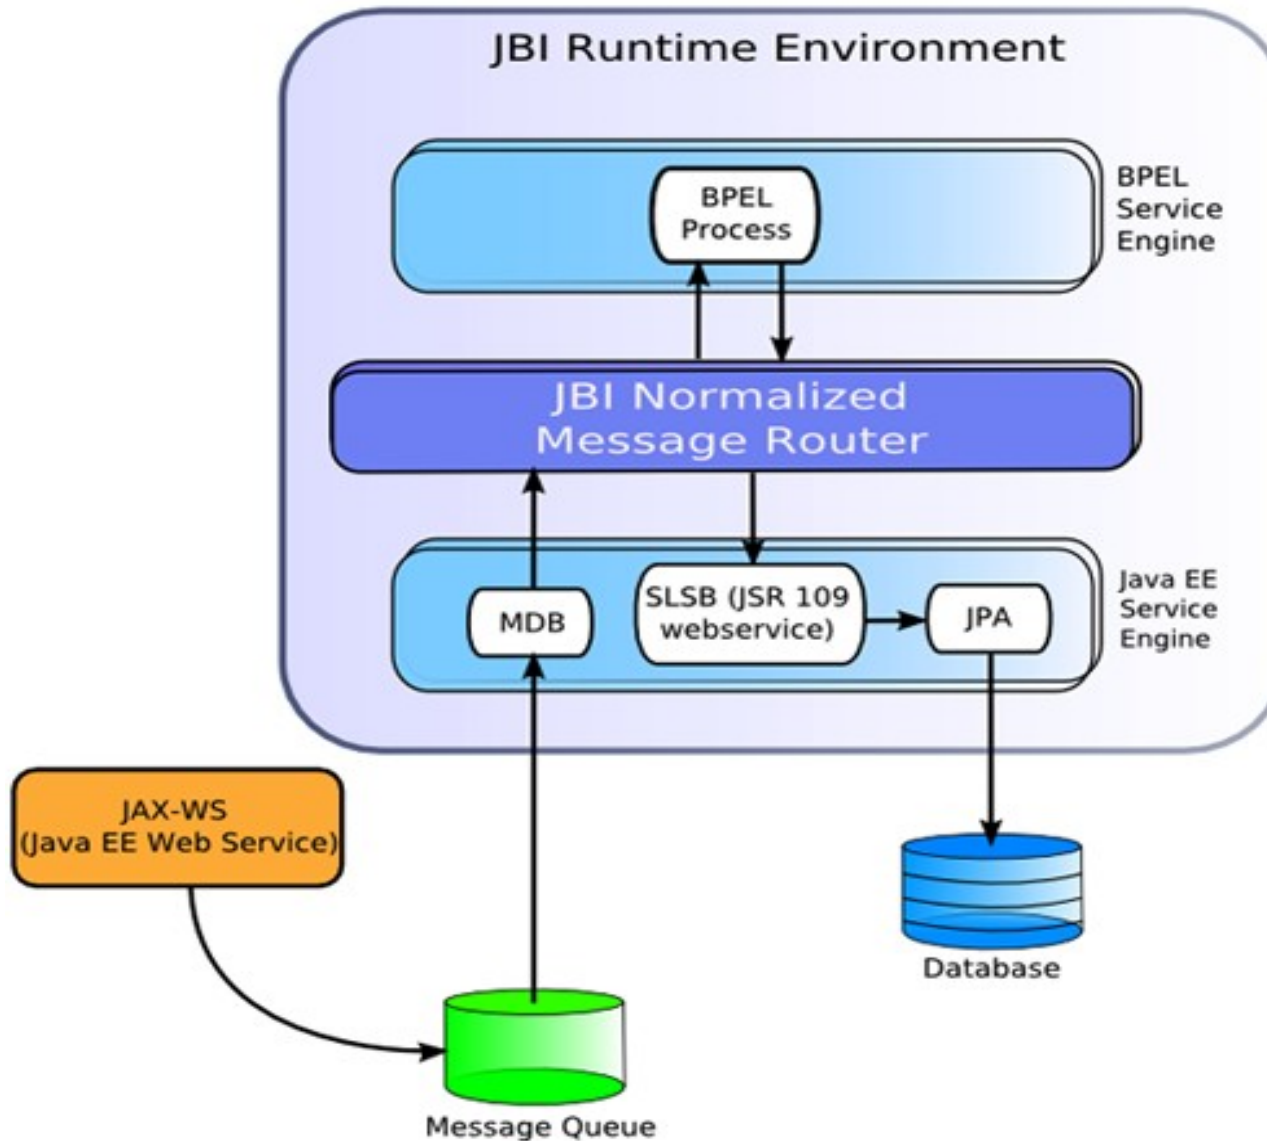 JBI Runtime Environment
BPEL
Process
BPEL
Service
Engine
JBI Normalized
Message Router
MDB
SLSB (JSR 109
webservice)
JPA
Java EE
Service
Engine
JAX-WS
(Java EE Web Service)
Database
Message Queue